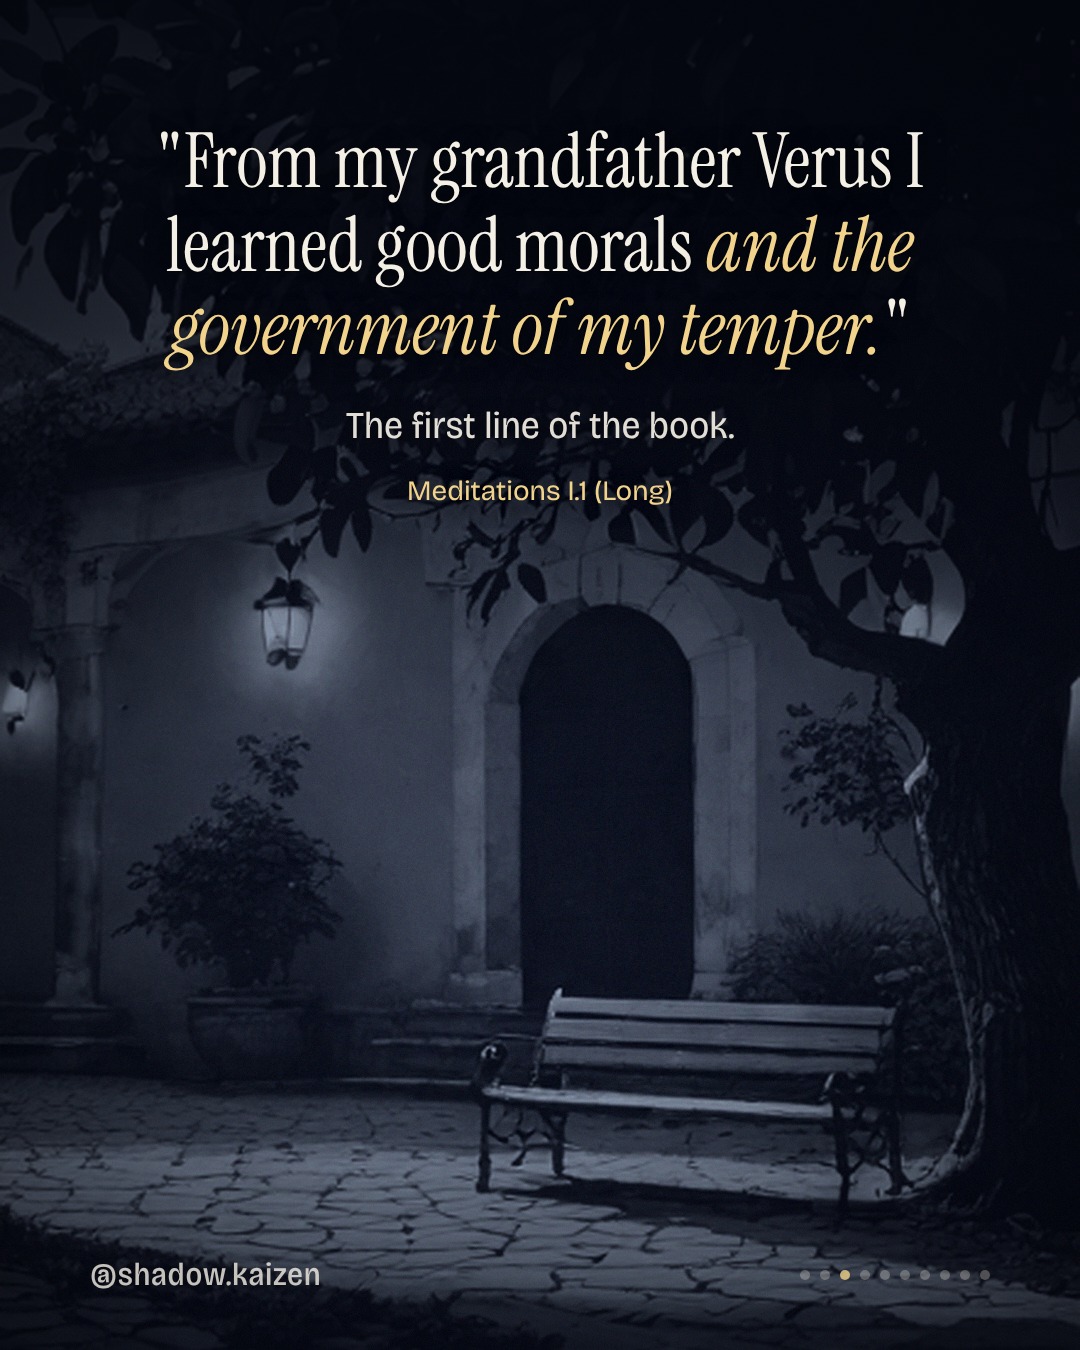 "From my grandfather Verus I
learned good morals and the
government of my temper."
The first line of the book.
Meditations I.1 (Long)
@shadow.kaizen